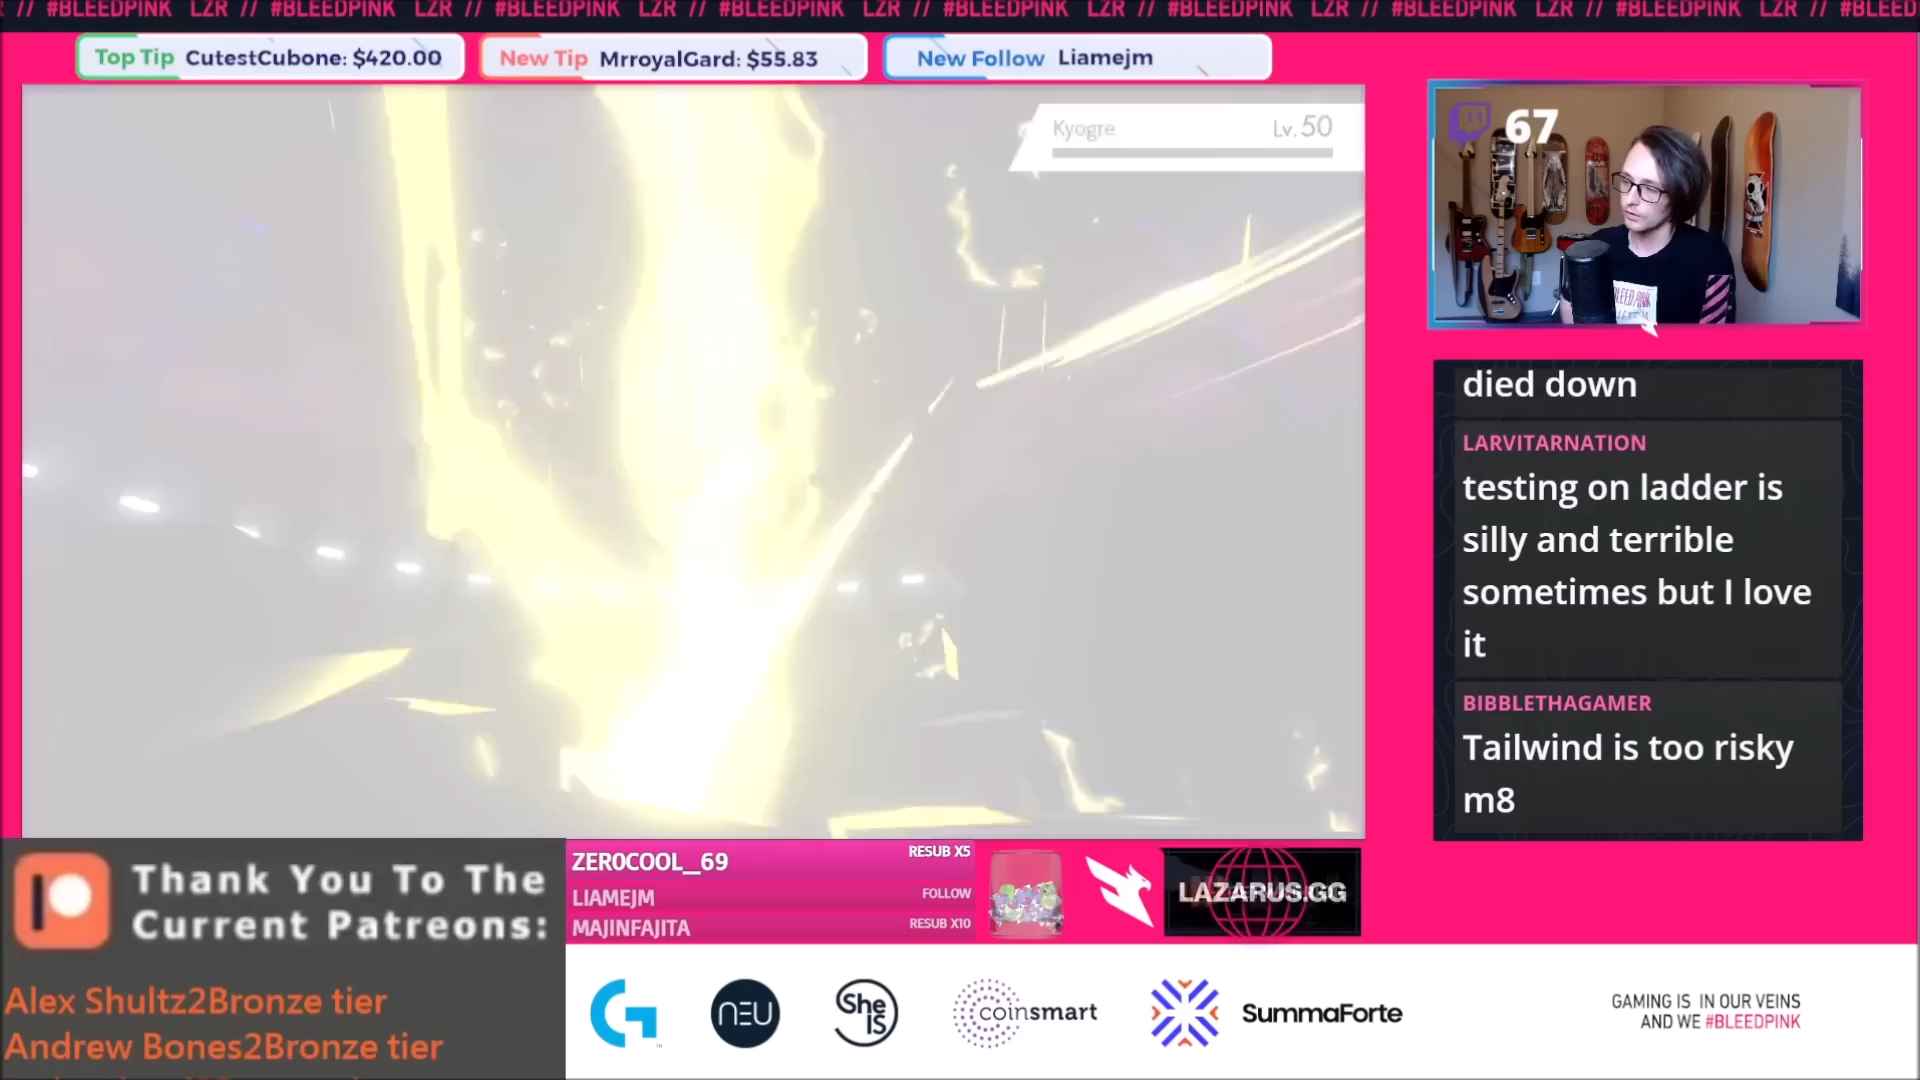 // #BLEEDPINK LZR // #BLEEDPINK LZR // #BLEEDPINK LZR // #BLEEDPINK LZR // #BLEEDPINK LZR // #BLEEDPINK LZR // #BLEEDPINK LZR // #BLEEDPINK LZR // #BLEED
Top Tip CutestCubone: $420.00
New Tip MrroyalGard: $55.83
New Follow Liamejm
Kyogre Lv. 50
67
BLEED PINK
died down
LARVITARNATION
testing on ladder is
silly and terrible
sometimes but I love
it
BIBBLETHAGAMER
Tailwind is too risky
m8
Thank You To The
Current Patreons:
Alex Shultz2Bronze tier
Andrew Bones2Bronze tier
ZER0COOL_69 RESUB X5
LIAMEJM FOLLOW
MAJINFAJITA RESUB X10
LAZARUS.GG
G
NEU
She
IS
coinsmart
SummaForte
GAMING IS IN OUR VEINS
AND WE #BLEEDPINK